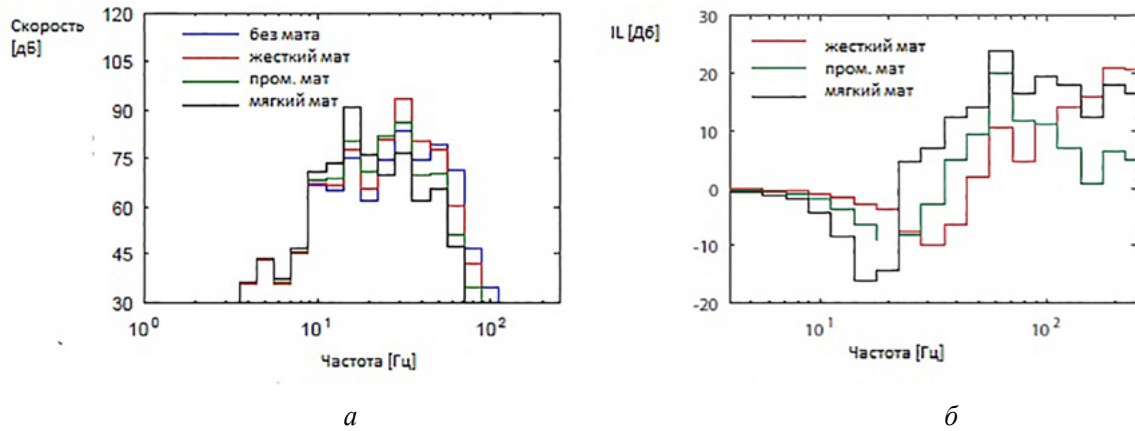 Скорость
[дБ]
120
105
90
75
60
45
30
без мата
жесткий мат
пром. мат
мягкий мат
10⁰ 10¹ 10²
Частота [Гц]
а
IL [Дб]
30
20
10
0
-10
-20
жесткий мат
пром. мат
мягкий мат
10¹ 10²
Частота [Гц]
б